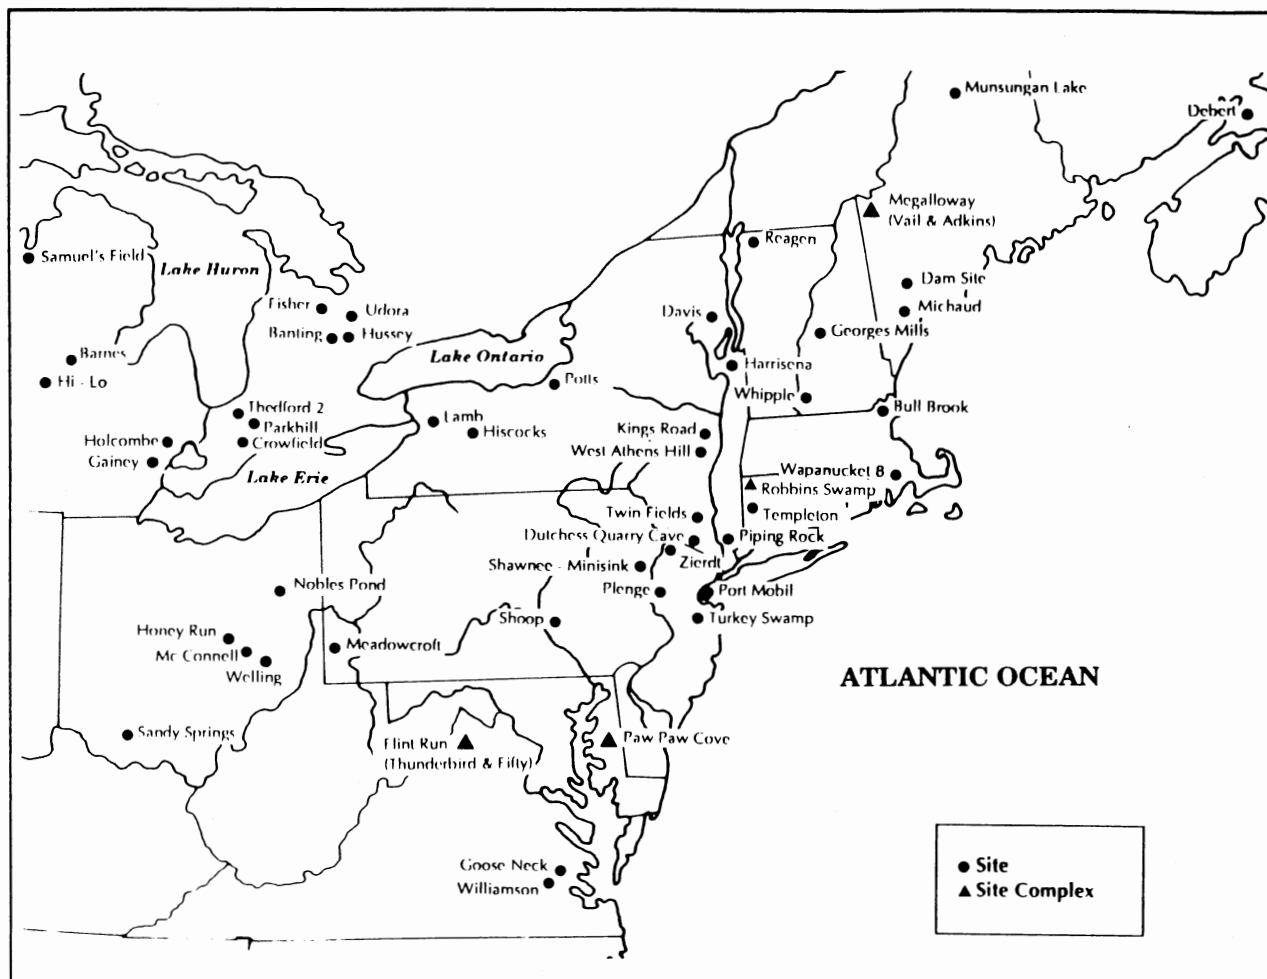 Munsungan Lake
Debert
Megalloway
(Vail & Adkins)
Reagen
Samuel's Field
Lake Huron
Dam Site
Fisher
Udora
Davis
Michaud
Banting
Hussey
Georges Mills
Barnes
Lake Ontario
Harrisena
Hi - Lo
Potts
Whipple
Thedford 2
Bull Brook
Parkhill
Lamb
Holcombe
Crowfield
Hiscocks
Kings Road
Gainey
West Athens Hill
Lake Erie
Wapanucket 8
Robbins Swamp
Twin Fields
Templeton
Dutchess Quarry Cave
Piping Rock
Shawnee - Minisink
Zierdt
Nobles Pond
Plenge
Port Mobil
Shoop
Turkey Swamp
Honey Run
Meadowcroft
Mc Connell
Welling
ATLANTIC OCEAN
Sandy Springs
Flint Run
(Thunderbird & Fifty)
Paw Paw Cove
Goose Neck
Williamson
Site
Site Complex